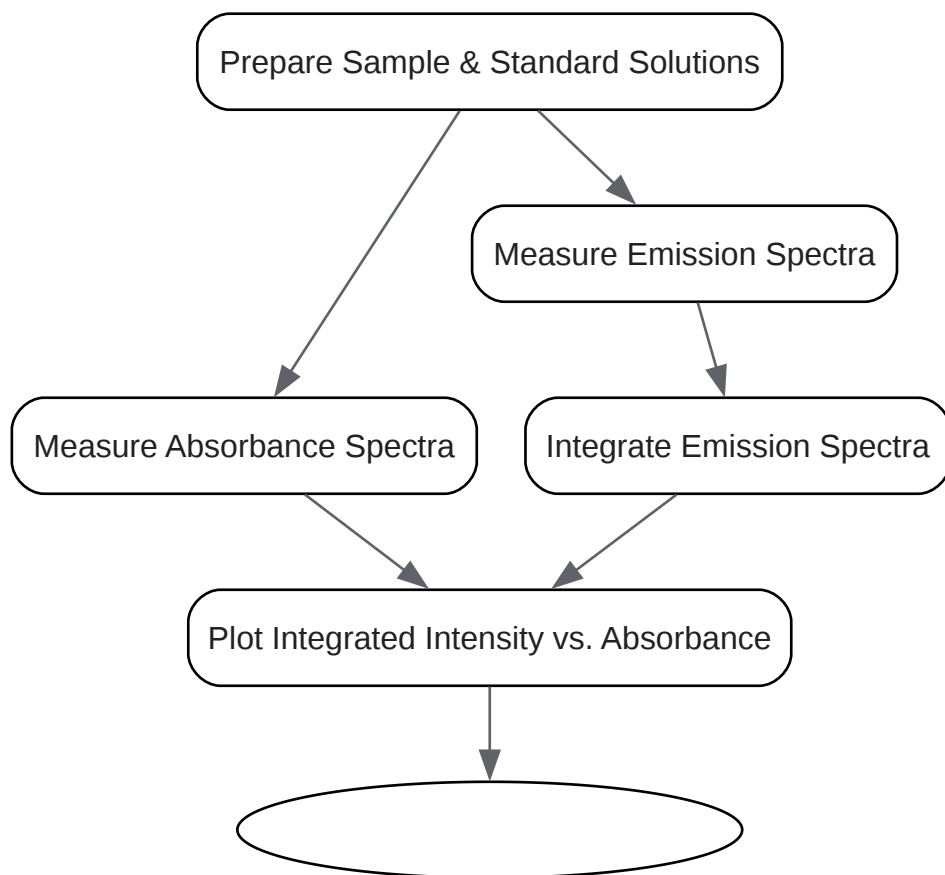 Prepare Sample & Standard Solutions
Measure Emission Spectra
Measure Absorbance Spectra
Integrate Emission Spectra
Plot Integrated Intensity vs. Absorbance